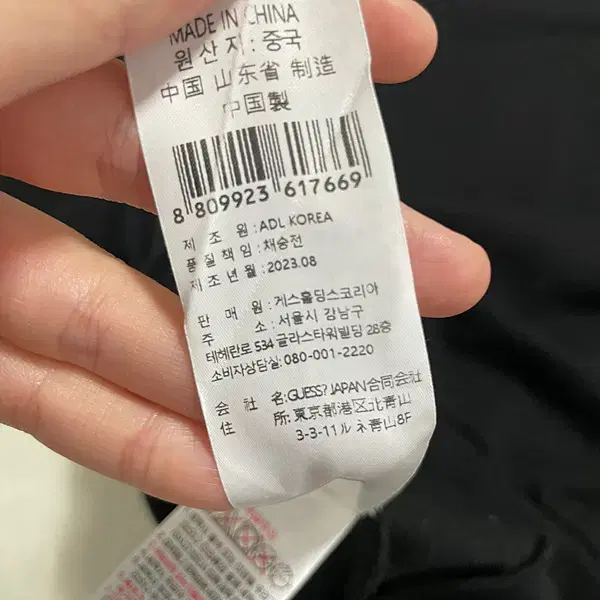 MADE IN CHINA
원산지 : 중국
中国 山东省 制造
中国製
8 809923 617669
제 조 원 : ADL KOREA
품질책임 : 채승전
제조년월 : 2023.08
판 매 원 : 게스홀딩스코리아
주 소 : 서울시 강남구
테헤란로 534 글라스타워빌딩 28층
소비자상담실: 080-001-2220
会 社 名:GUESS? JAPAN合同会社
住 所: 東京都港区北青山
3-3-11ルネ青山8F